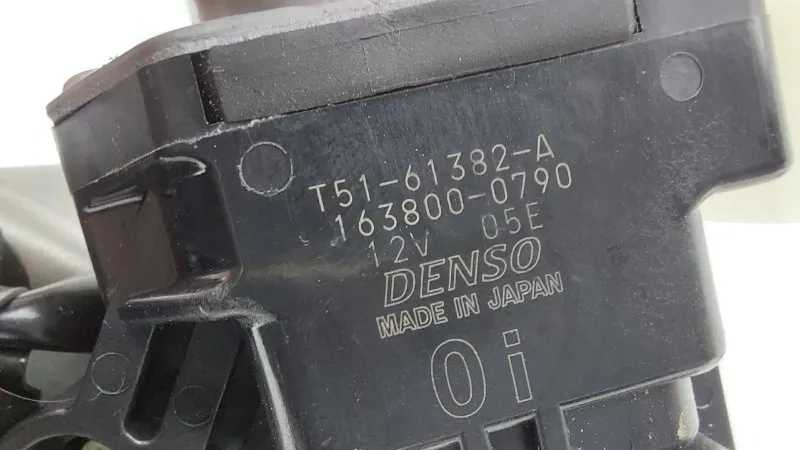 T51-61382-A
163800-0790
12V 05E
DENSO
MADE IN JAPAN
0i